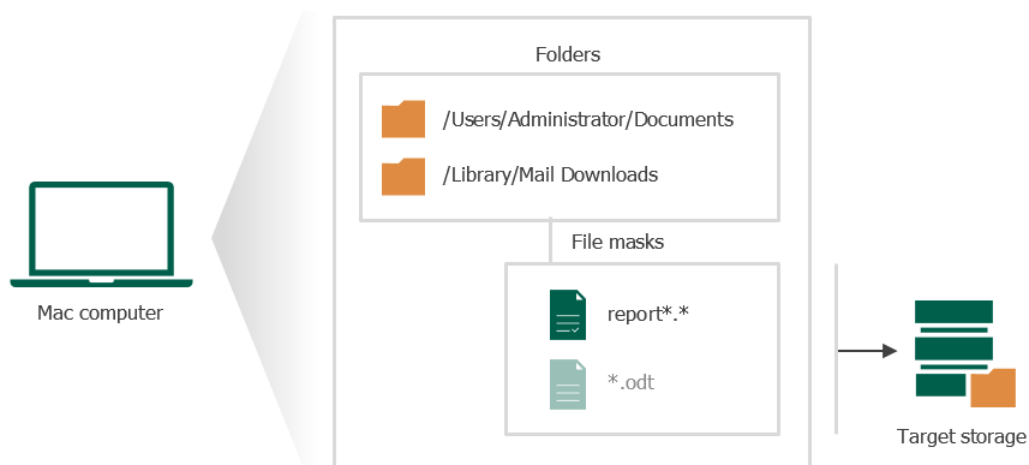 Folders
/Users/Administrator/Documents
/Library/Mail Downloads
File masks
report*.*
*.odt
Mac computer
Target storage